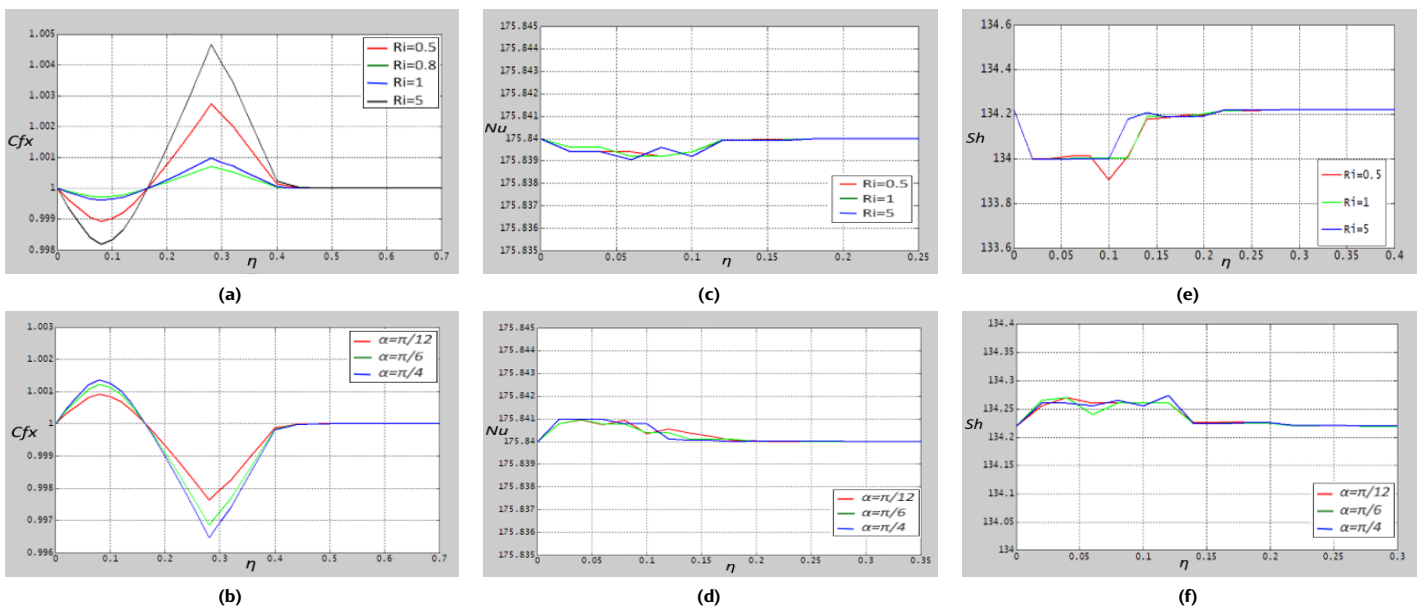 1.005
1.004
1.003
1.002
1.001
1
0.999
0.998
Cfx
0 0.1 0.2 0.3 0.4 0.5 0.6 0.7
η
Ri=0.5
Ri=0.8
Ri=1
Ri=5
(a)
175.845
175.844
175.843
175.842
175.841
175.84
175.839
175.838
175.837
175.836
175.835
Nu
0 0.05 0.1 0.15 0.2 0.25
η
Ri=0.5
Ri=1
Ri=5
(c)
134.6
134.4
134.2
134
133.8
133.6
Sh
0 0.05 0.1 0.15 0.2 0.25 0.3 0.35 0.4
η
Ri=0.5
Ri=1
Ri=5
(e)
1.003
1.002
1.001
1
0.999
0.998
0.997
0.996
Cfx
0 0.1 0.2 0.3 0.4 0.5 0.6 0.7
η
α=π/12
α=π/6
α=π/4
(b)
175.845
175.844
175.843
175.842
175.841
175.84
175.839
175.838
175.837
175.836
175.835
Nu
0 0.05 0.1 0.15 0.2 0.25 0.3 0.35
η
α=π/12
α=π/6
α=π/4
(d)
134.4
134.35
134.3
134.25
134.2
134.15
134.1
134.05
134
Sh
0 0.05 0.1 0.15 0.2 0.25 0.3
η
α=π/12
α=π/6
α=π/4
(f)